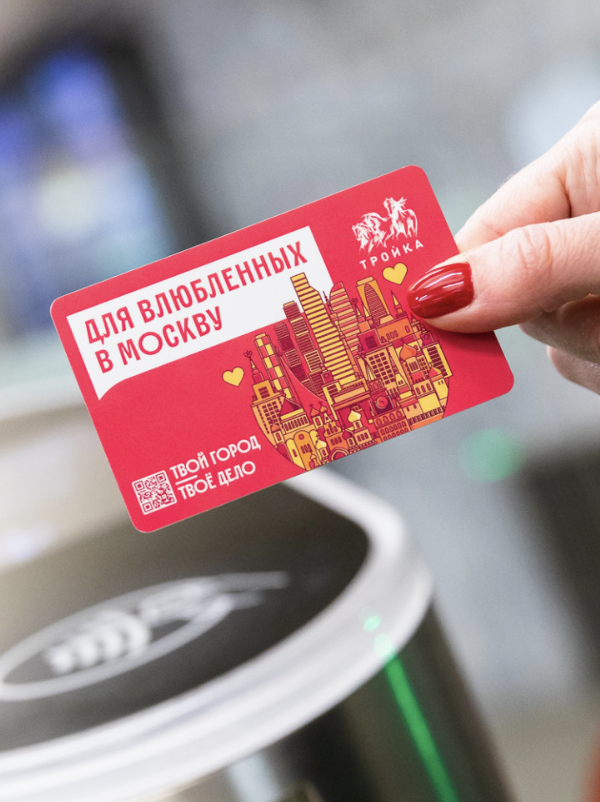 ТРОЙКА
ДЛЯ ВЛЮБЛЕННЫХ
В МОСКВУ
ТВОЙ ГОРОД
ТВОЁ ДЕЛО